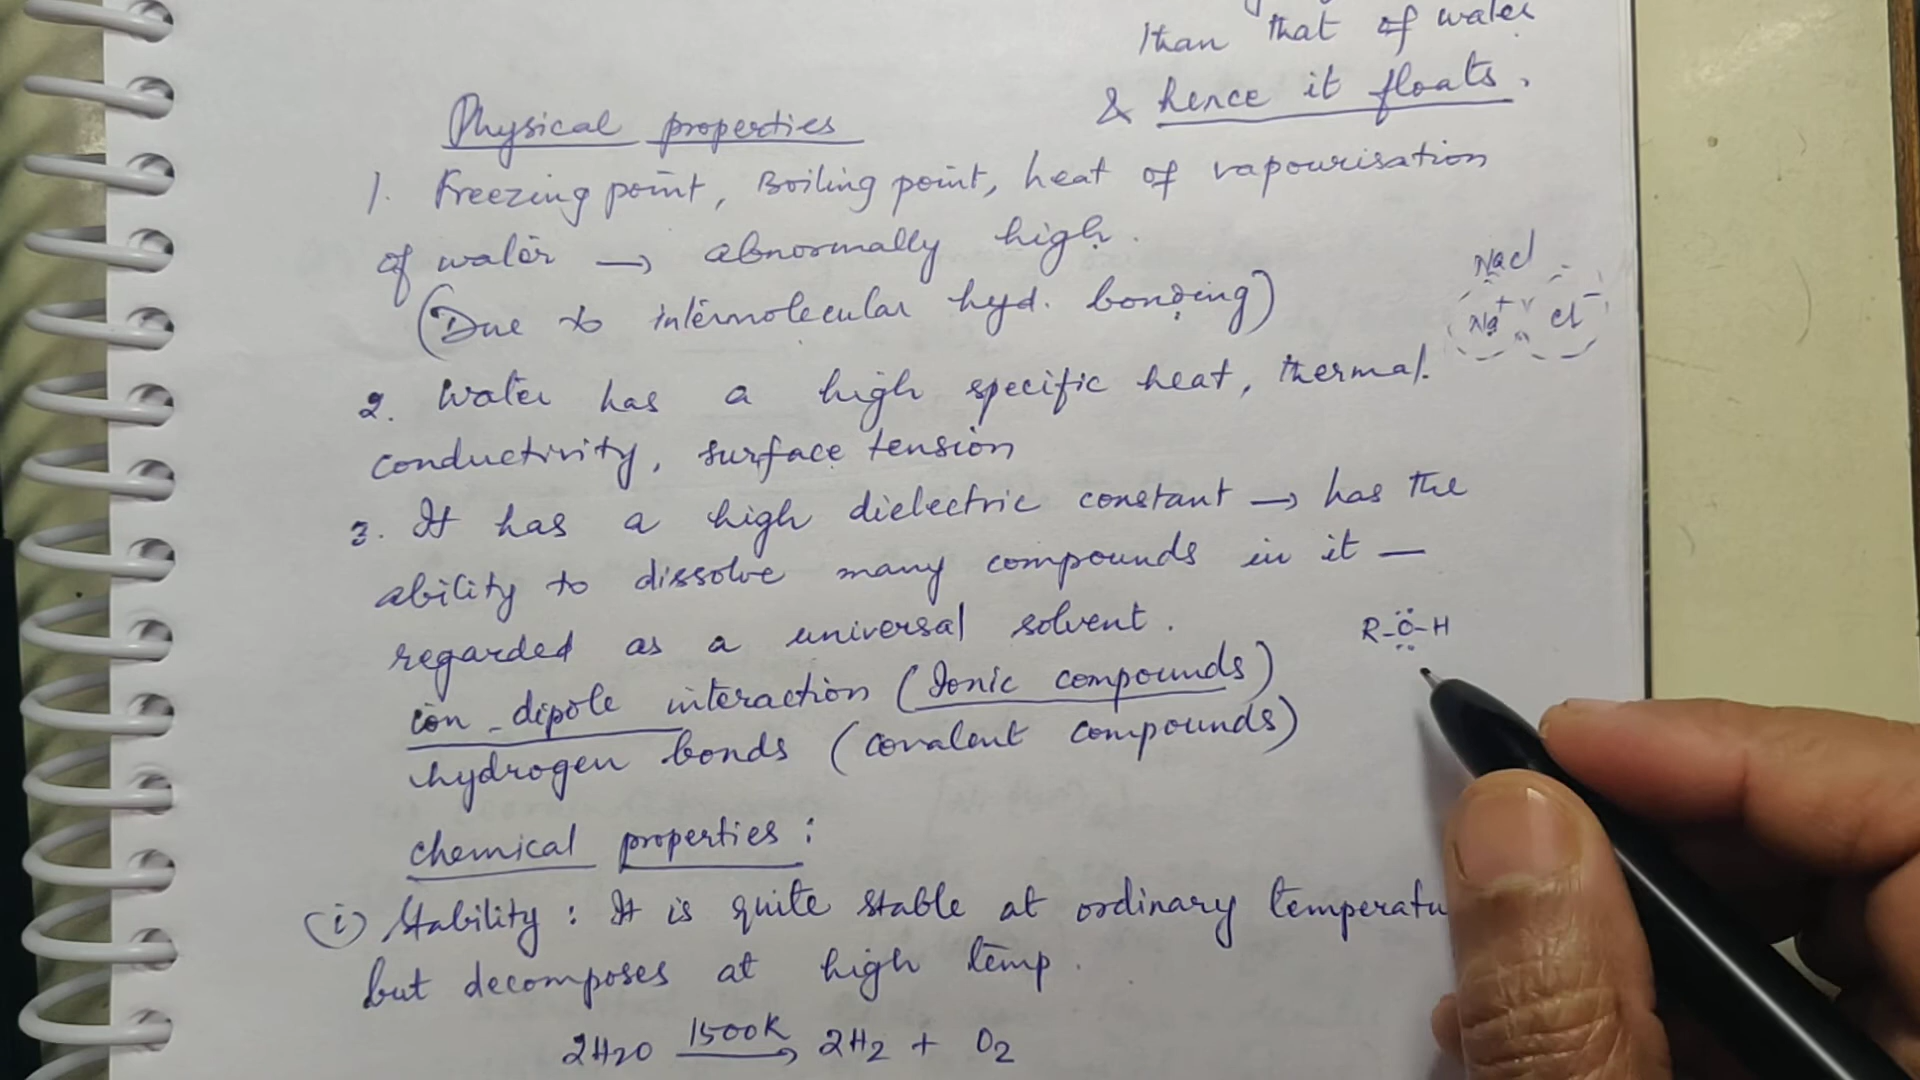 than that of water
& hence it floats.
Physical properties
1. Freezing point, Boiling point, heat of vapourisation
of water → abnormally high.
(Due to intermolecular hyd. bonding)
NaCl
Na+ Cl-
2. Water has a high specific heat, thermal
conductivity, surface tension
3. It has a high dielectric constant → has the
ability to dissolve many compounds in it —
regarded as a universal solvent.
R-O-H
ion-dipole interaction (Ionic compounds)
hydrogen bonds (covalent compounds)
chemical properties:
(i) Stability: It is quite stable at ordinary temperatu
but decomposes at high temp.
2H2O 1500K → 2H2 + O2